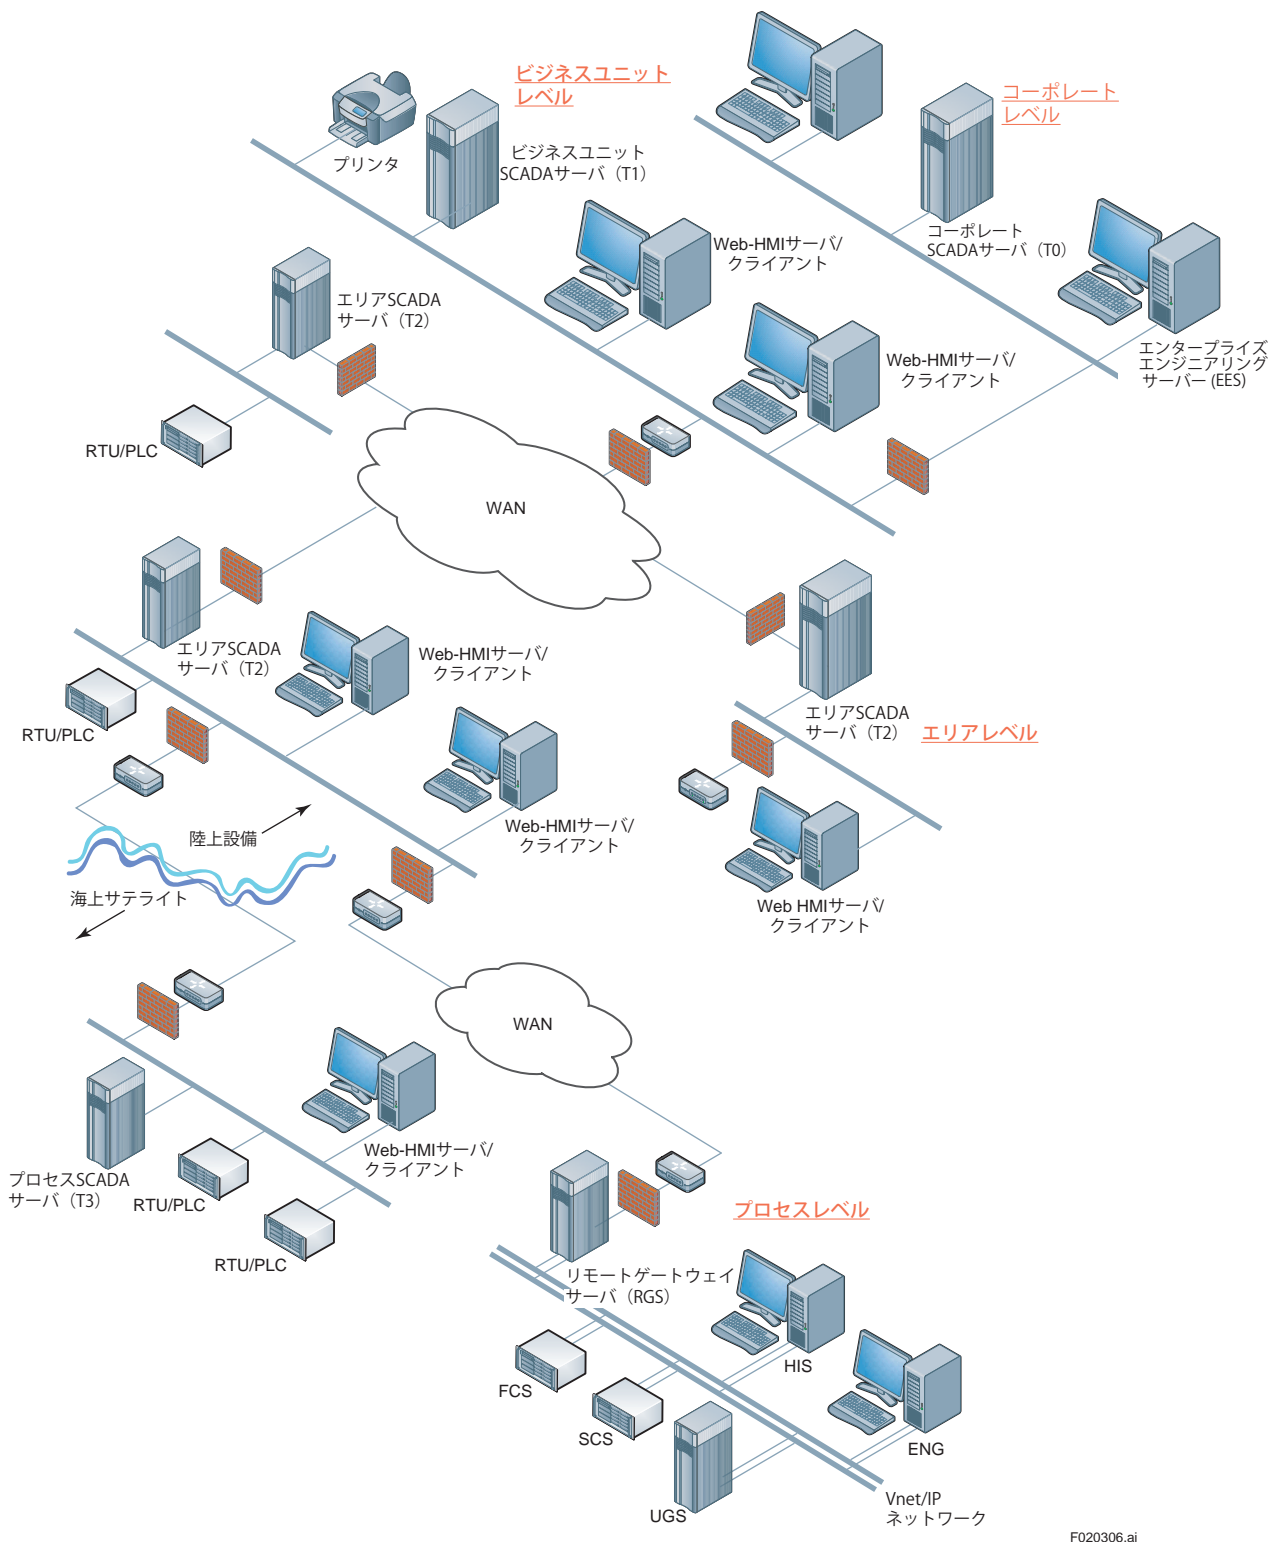 ビジネスユニット
レベル
コーポレート
レベル
プリンタ
ビジネスユニット
SCADAサーバ（T1）
コーポレート
SCADAサーバ（T0）
Web-HMIサーバ/
クライアント
エリアSCADA
サーバ（T2）
Web-HMIサーバ/
クライアント
エンタープライズ
エンジニアリング
サーバー (EES)
RTU/PLC
WAN
エリアSCADA
サーバ（T2）
Web-HMIサーバ/
クライアント
RTU/PLC
エリアSCADA
サーバ（T2）
エリアレベル
陸上設備
Web-HMIサーバ/
クライアント
海上サテライト
Web HMIサーバ/
クライアント
WAN
Web-HMIサーバ/
クライアント
プロセスSCADA
サーバ（T3）
RTU/PLC
RTU/PLC
プロセスレベル
リモートゲートウェイ
サーバ（RGS）
HIS
FCS
SCS
ENG
UGS
Vnet/IP
ネットワーク
F020306.ai